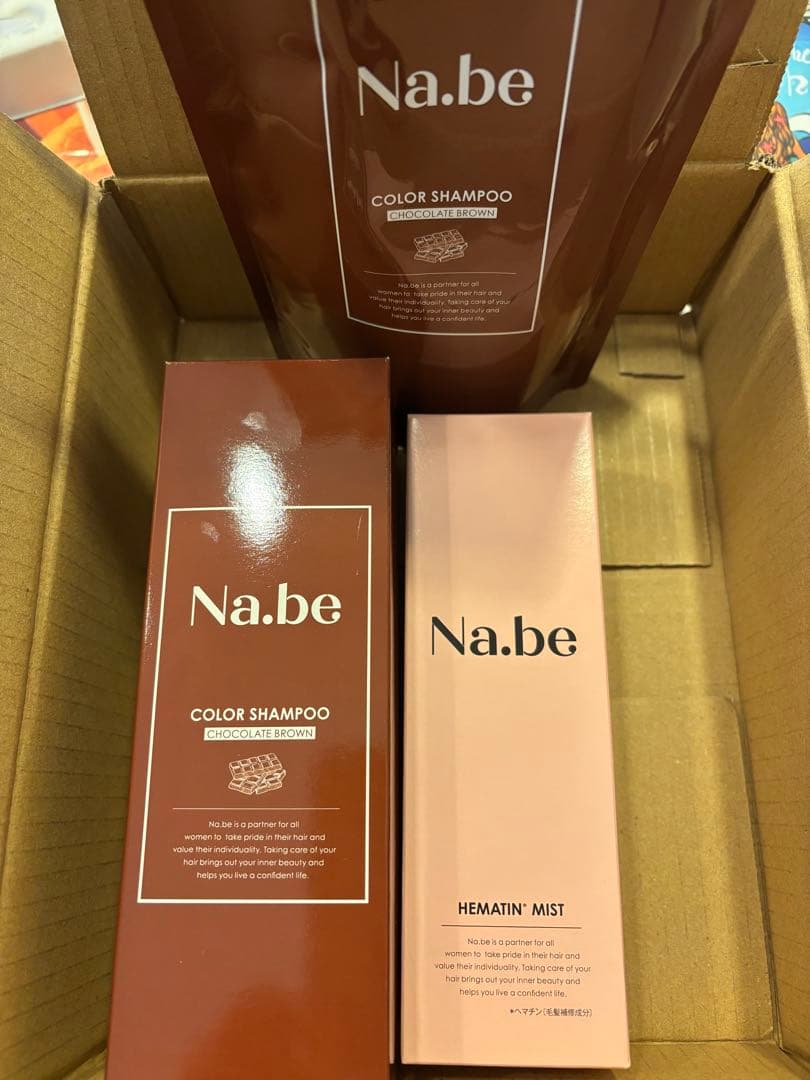 Na.be
COLOR SHAMPOO
CHOCOLATE BROWN
Na.be is a partner for all
women to take pride in their hair and
value their individuality. Taking care of your
hair brings out your inner beauty and
helps you live a confident life.
Na.be
COLOR SHAMPOO
CHOCOLATE BROWN
Na.be is a partner for all
women to take pride in their hair and
value their individuality. Taking care of your
hair brings out your inner beauty and
helps you live a confident life.
Na.be
HEMATIN* MIST
Na.be is a partner for all
women to take pride in their hair and
value their individuality. Taking care of your
hair brings out your inner beauty and
helps you live a confident life.
*ヘマチン(毛髪補修成分)